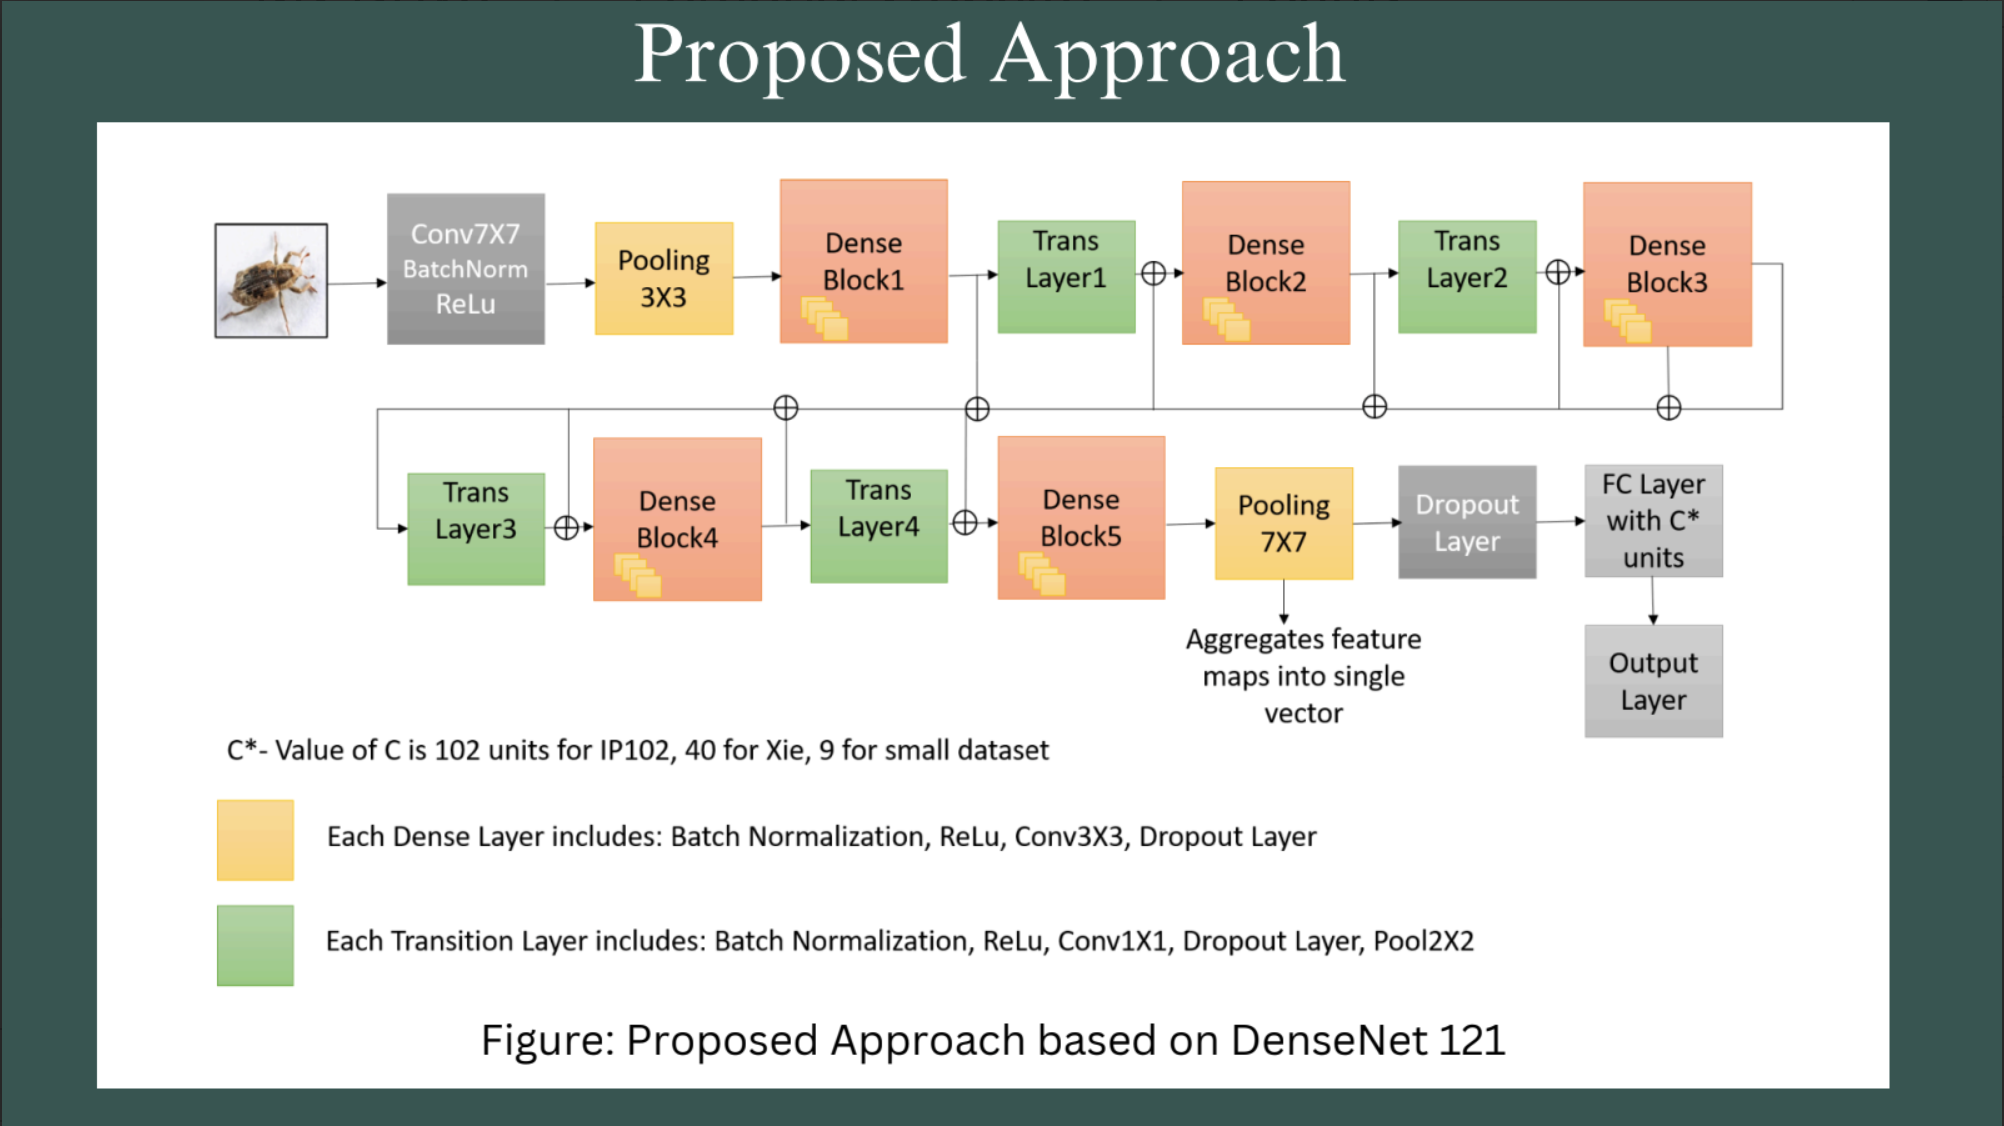 Proposed Approach
Conv7X7
BatchNorm
ReLu
Pooling
3X3
Dense
Block1
Trans
Layer1
Dense
Block2
Trans
Layer2
Dense
Block3
Trans
Layer3
Dense
Block4
Trans
Layer4
Dense
Block5
Pooling
7X7
Dropout
Layer
FC Layer
with C*
units
Aggregates feature
maps into single
vector
Output
Layer
C*- Value of C is 102 units for IP102, 40 for Xie, 9 for small dataset
Each Dense Layer includes: Batch Normalization, ReLu, Conv3X3, Dropout Layer
Each Transition Layer includes: Batch Normalization, ReLu, Conv1X1, Dropout Layer, Pool2X2
Figure: Proposed Approach based on DenseNet 121